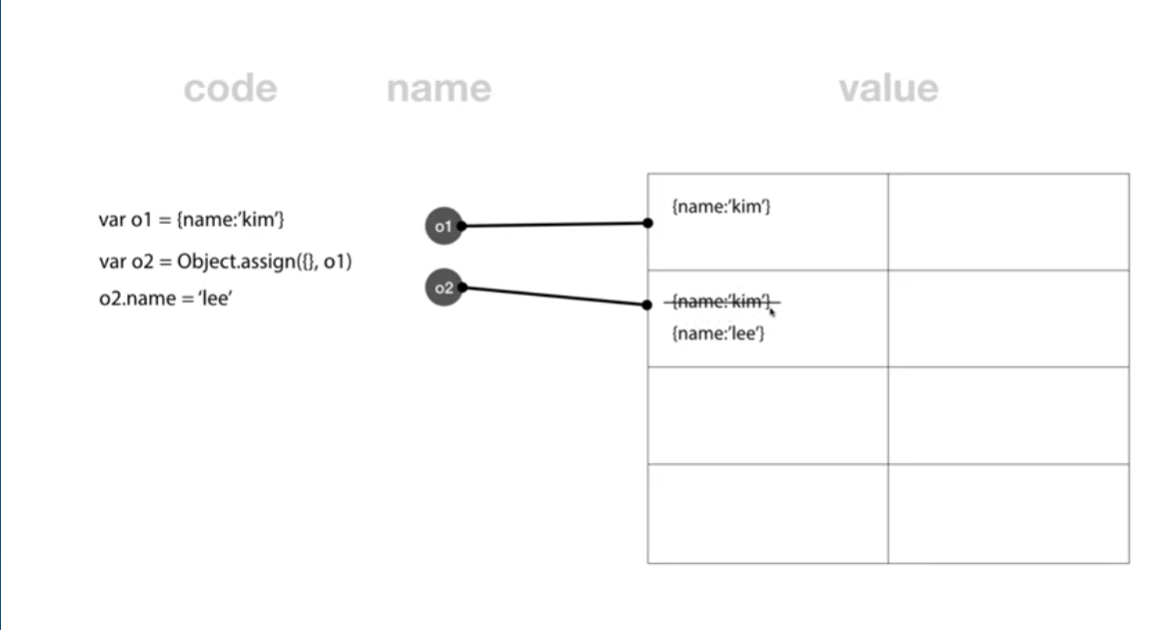 code name value
var o1 = {name:'kim'}
var o2 = Object.assign({}, o1)
o2.name = 'lee'
o1
o2
{name:'kim'}
{name:'kim'}
{name:'lee'}